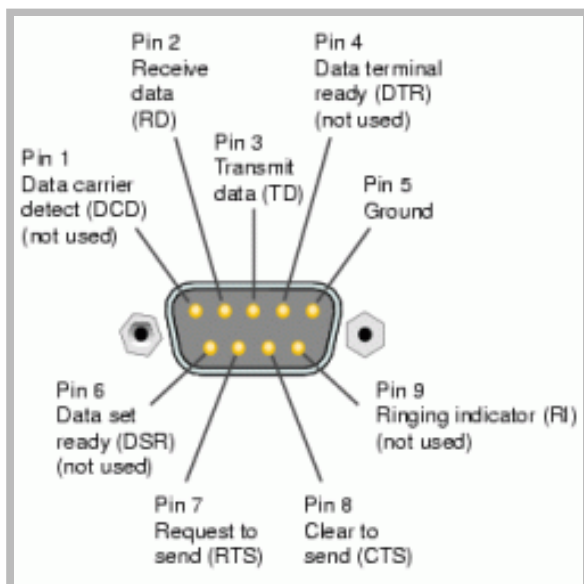 Pin 2
Receive
data
(RD)
Pin 4
Data terminal
ready (DTR)
(not used)
Pin 3
Transmit
data (TD)
Pin 1
Data carrier
detect (DCD)
(not used)
Pin 5
Ground
Pin 6
Data set
ready (DSR)
(not used)
Pin 9
Ringing indicator (RI)
(not used)
Pin 7
Request to
send (RTS)
Pin 8
Clear to
send (CTS)